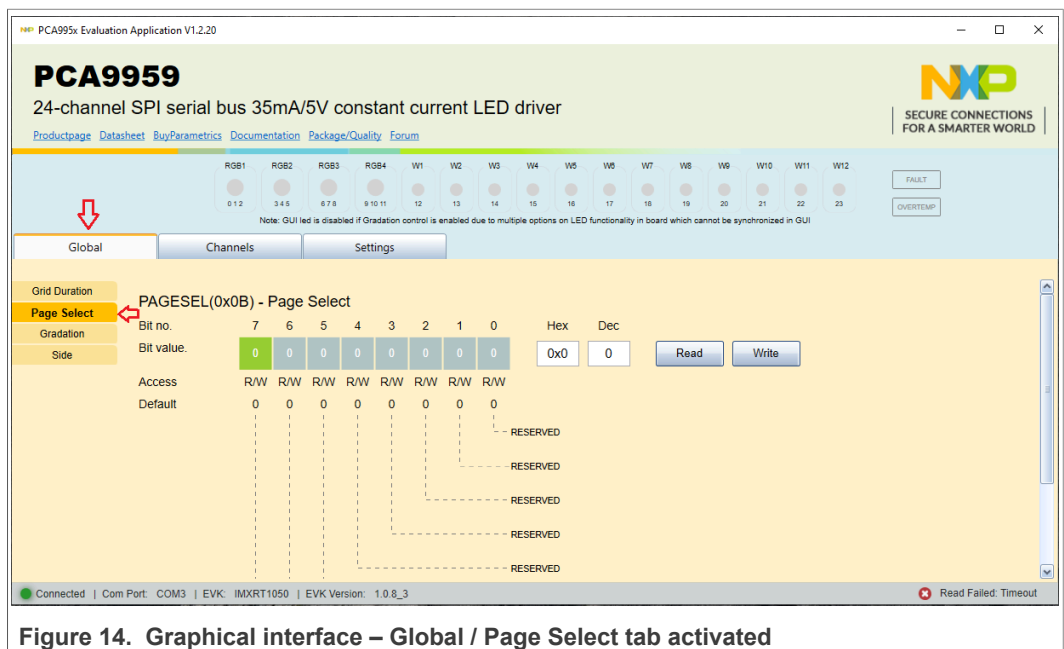 NXP PCA995x Evaluation Application V1.2.20
PCA9959
24-channel SPI serial bus 35mA/5V constant current LED driver
Productpage Datasheet BuyParametrics Documentation Package/Quality Forum
NXP
SECURE CONNECTIONS
FOR A SMARTER WORLD
RGB1 RGB2 RGB3 RGB4 W1 W2 W3 W4 W5 W6 W7 W8 W9 W10 W11 W12
0 1 2 3 4 5 6 7 8 9 10 11 12 13 14 15 16 17 18 19 20 21 22 23
FAULT
OVERTEMP
Note: GUI led is disabled if Gradation control is enabled due to multiple options on LED functionality in board which cannot be synchronized in GUI
Global Channels Settings
Grid Duration
Page Select
Gradation
Side
PAGESEL(0x0B) - Page Select
Bit no. 7 6 5 4 3 2 1 0 Hex Dec
Bit value. 0 0 0 0 0 0 0 0 0x0 0 Read Write
Access R/W R/W R/W R/W R/W R/W R/W R/W
Default 0 0 0 0 0 0 0 0
RESERVED
RESERVED
RESERVED
RESERVED
RESERVED
Connected | Com Port: COM3 | EVK: IMXRT1050 | EVK Version: 1.0.8_3 Read Failed: Timeout
Figure 14. Graphical interface – Global / Page Select tab activated